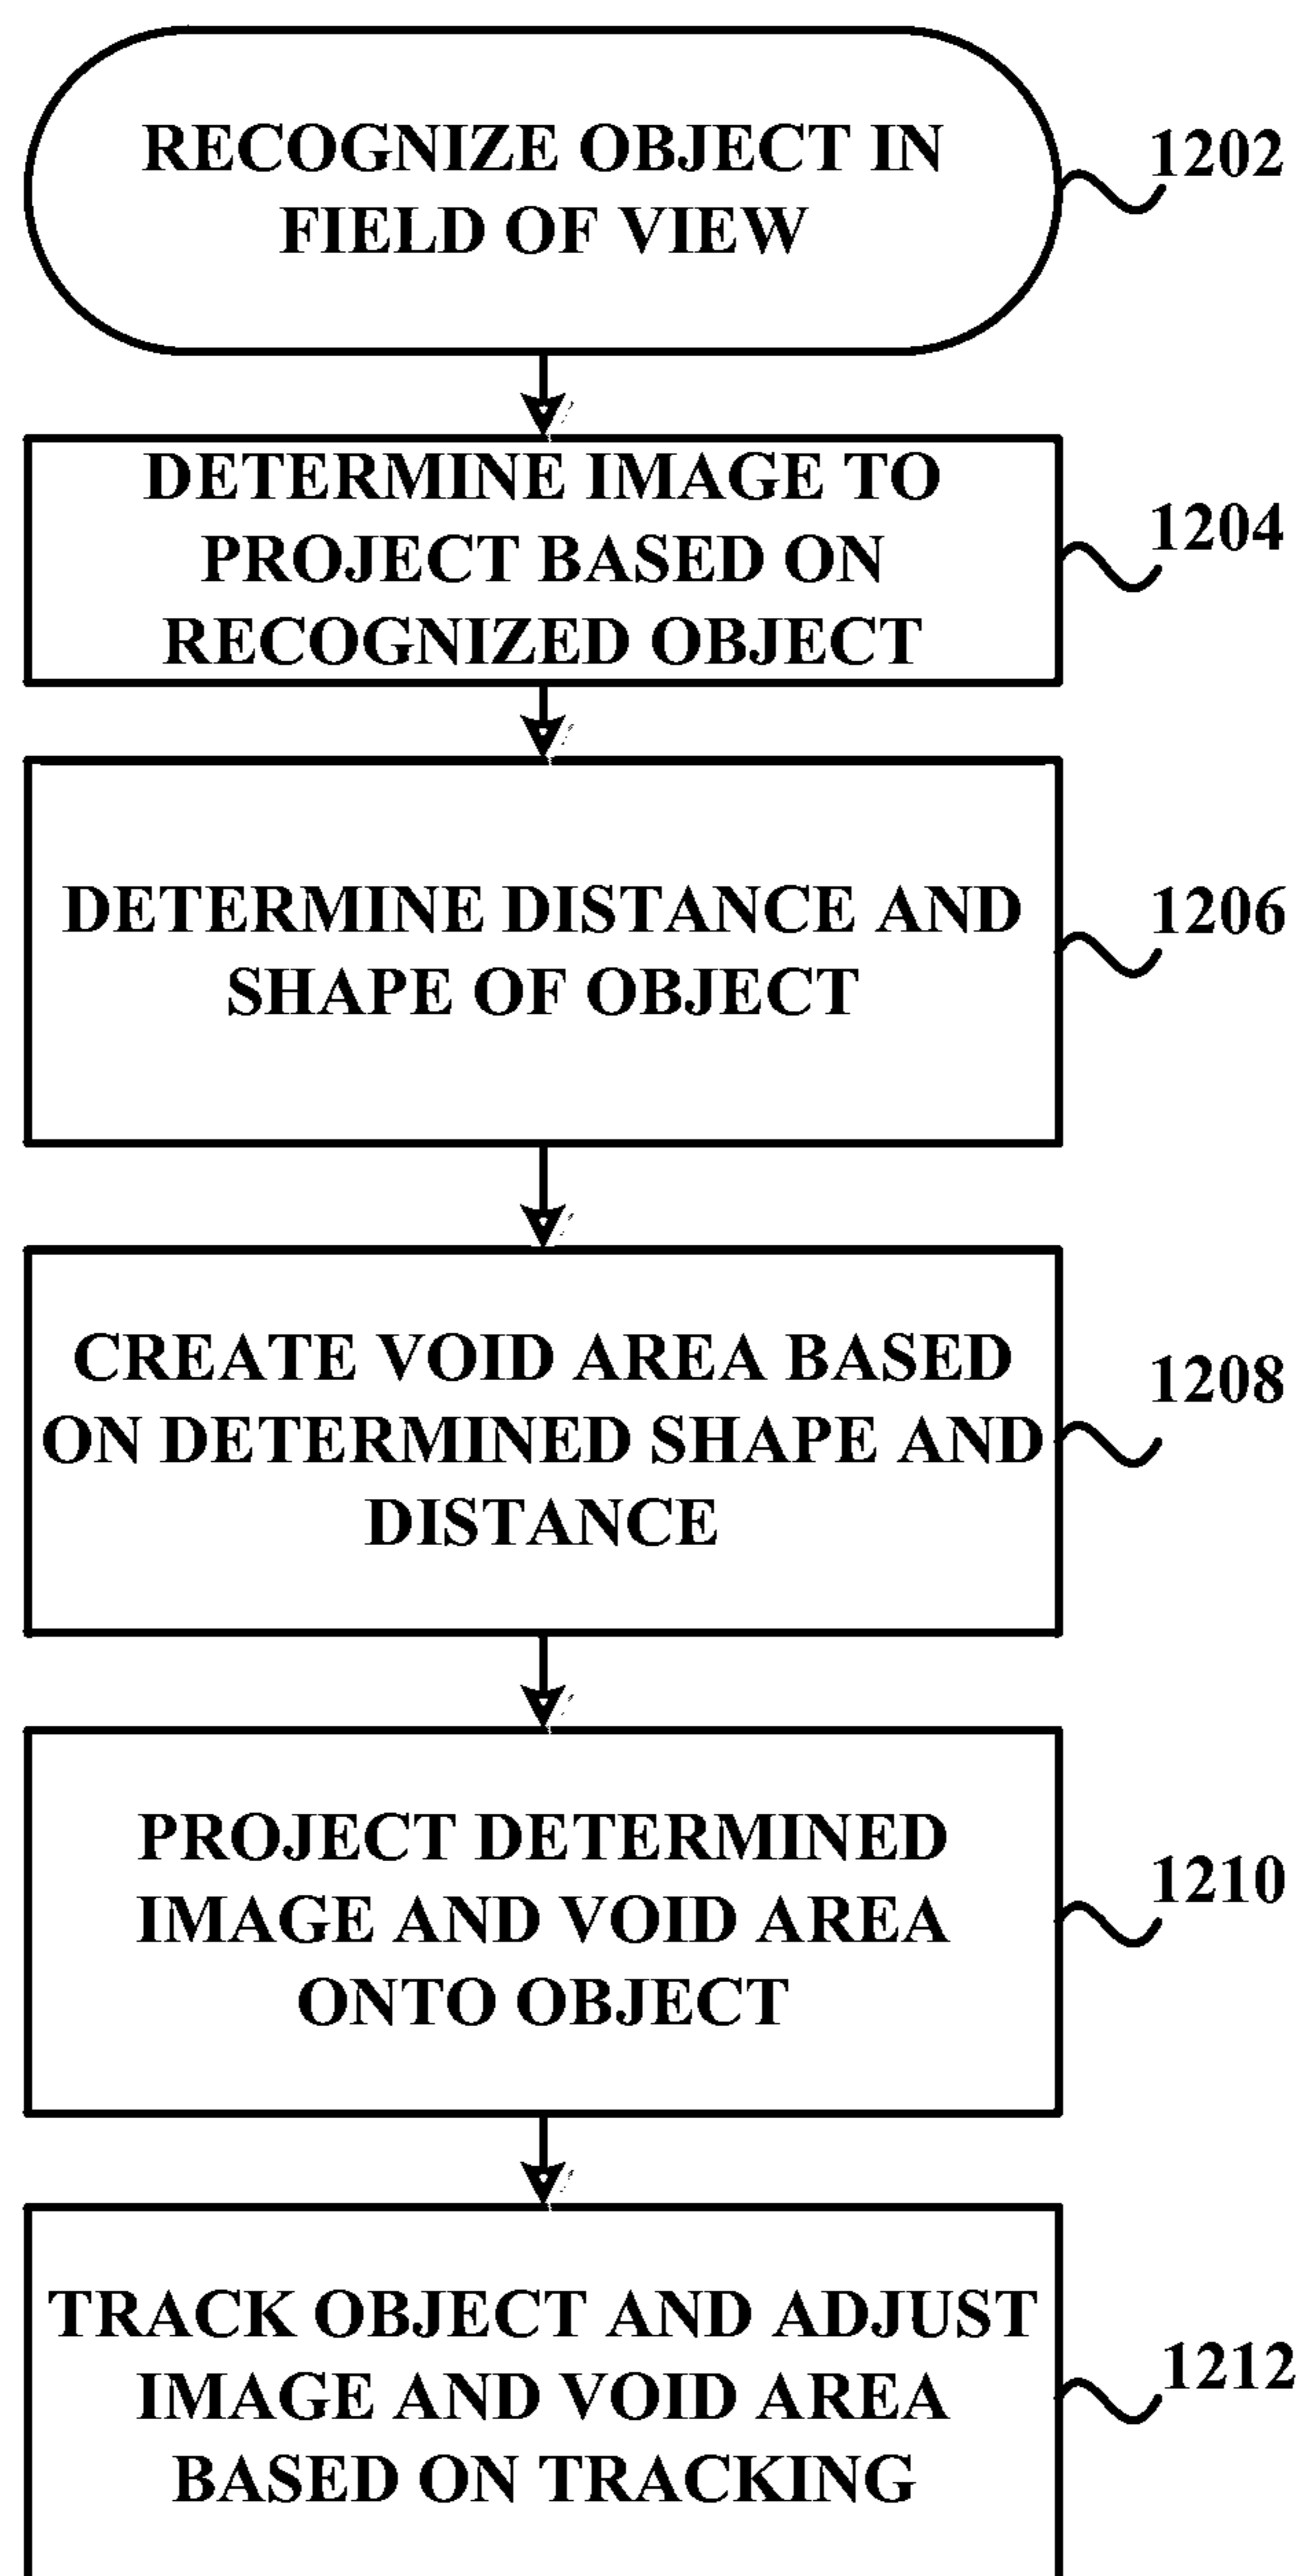 RECOGNIZE OBJECT IN
FIELD OF VIEW
1202
DETERMINE IMAGE TO
PROJECT BASED ON
RECOGNIZED OBJECT
1204
DETERMINE DISTANCE AND
SHAPE OF OBJECT
1206
CREATE VOID AREA BASED
ON DETERMINED SHAPE AND
DISTANCE
1208
PROJECT DETERMINED
IMAGE AND VOID AREA
ONTO OBJECT
1210
TRACK OBJECT AND ADJUST
IMAGE AND VOID AREA
BASED ON TRACKING
1212